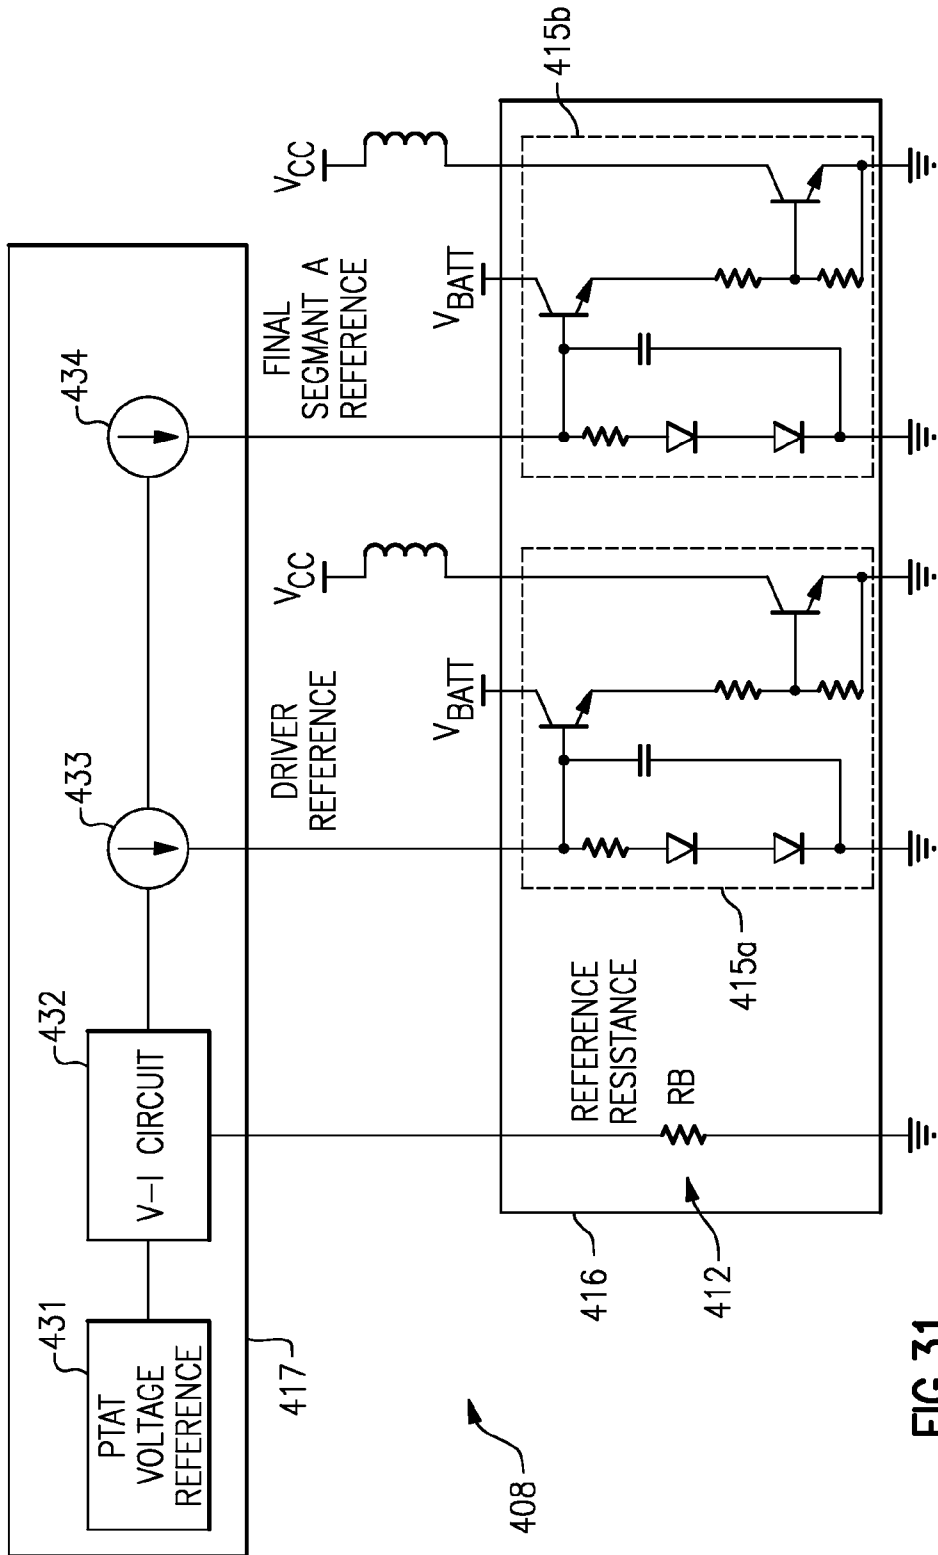 431
PTAT
VOLTAGE
REFERENCE
432
V-I CIRCUIT
433
434
417
DRIVER
REFERENCE
FINAL
SEGMANT A
REFERENCE
VCC
VCC
VBATT
VBATT
415b
REFERENCE
RESISTANCE
RB
415a
416
412
408
FIG.31